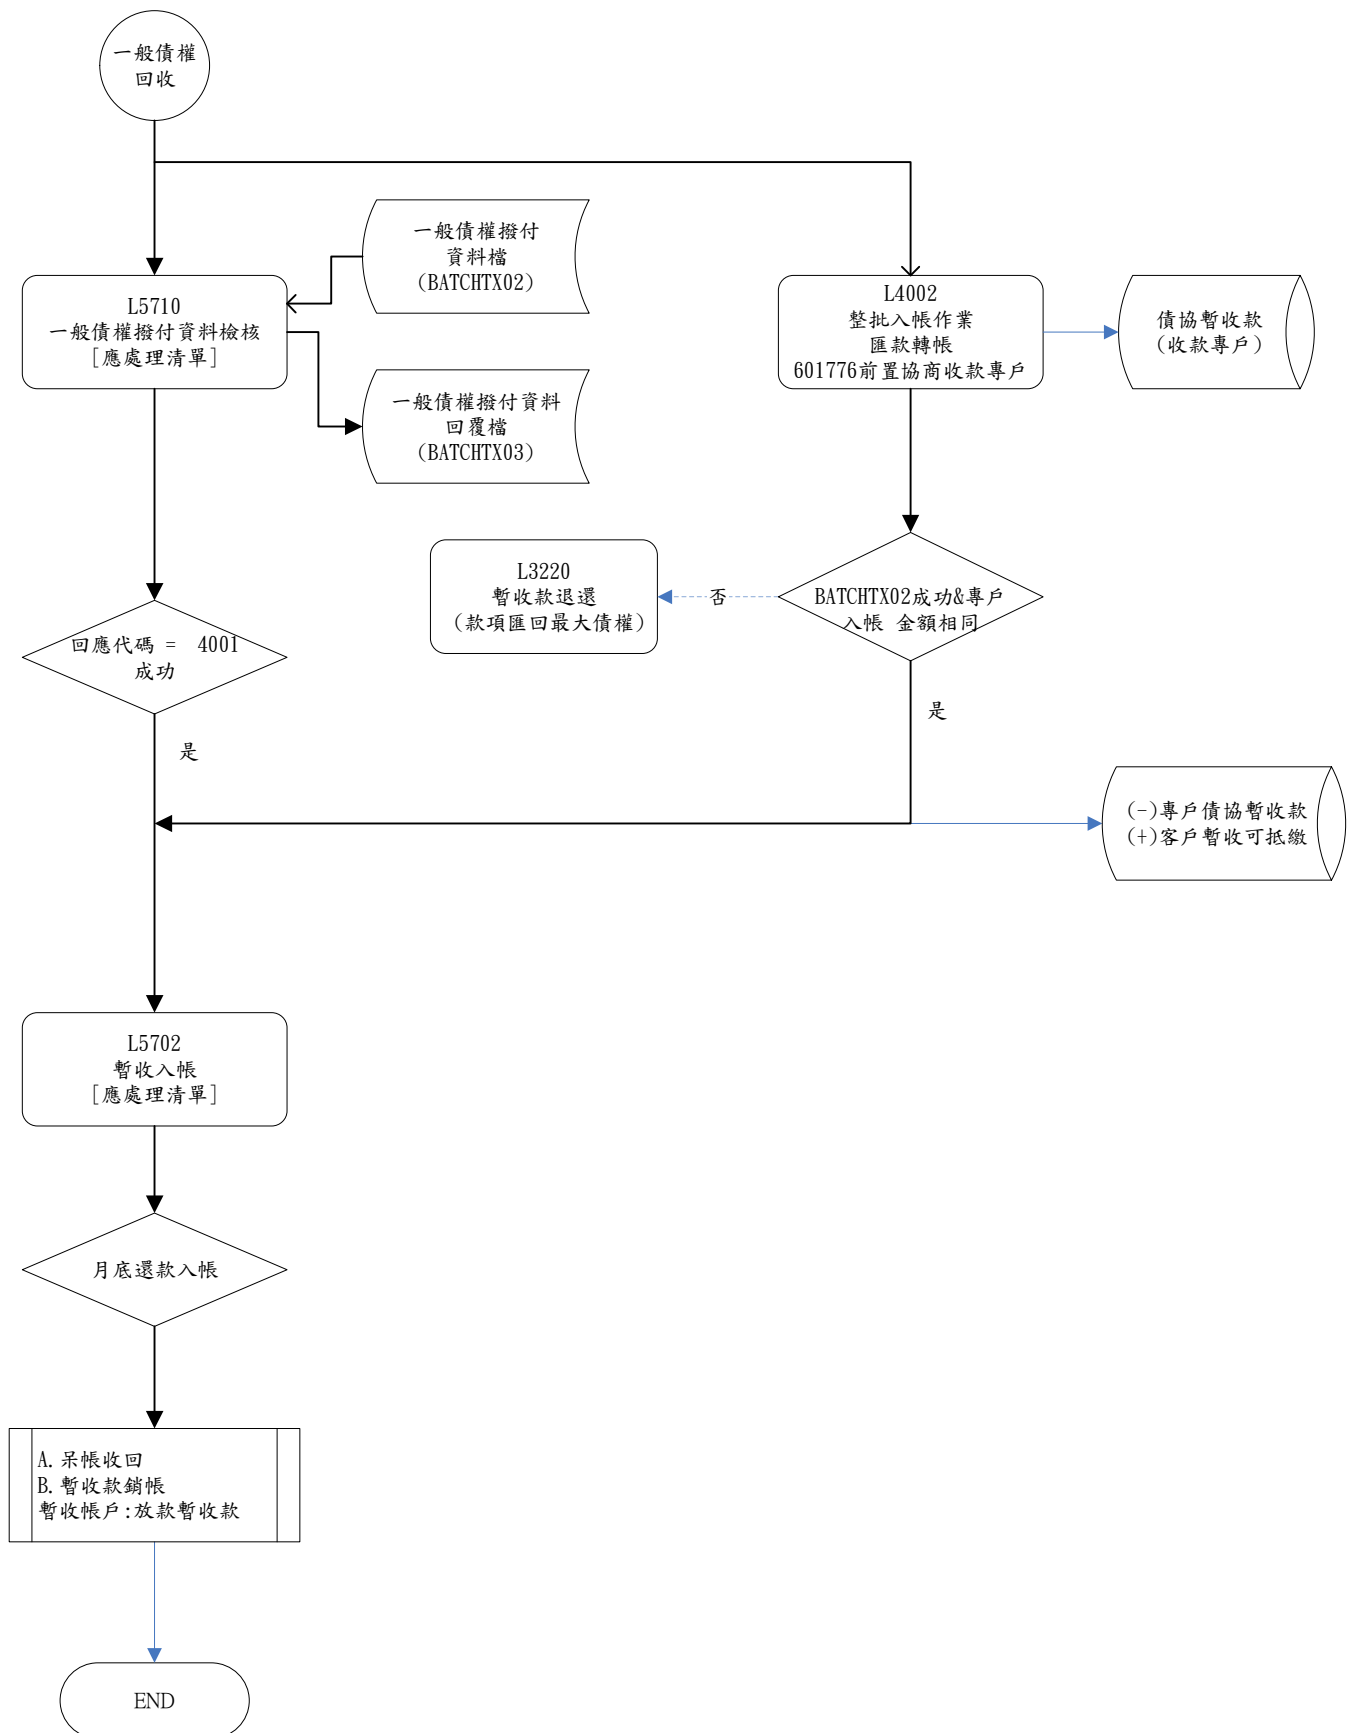 一般債權
回收
一般債權撥付
資料檔
(BATCHTX02)
L5710
一般債權撥付資料檢核
[應處理清單]
一般債權撥付資料
回覆檔
(BATCHTX03)
L4002
整批入帳作業
匯款轉帳
601776前置協商收款專戶
債協暫收款
(收款專戶)
L3220
暫收款退還
(款項匯回最大債權)
否
BATCHTX02成功&專戶
入帳 金額相同
回應代碼 = 4001
成功
是
是
(-)專戶債協暫收款
(+)客戶暫收可抵繳
L5702
暫收入帳
[應處理清單]
月底還款入帳
A.呆帳收回
B.暫收款銷帳
暫收帳戶:放款暫收款
END